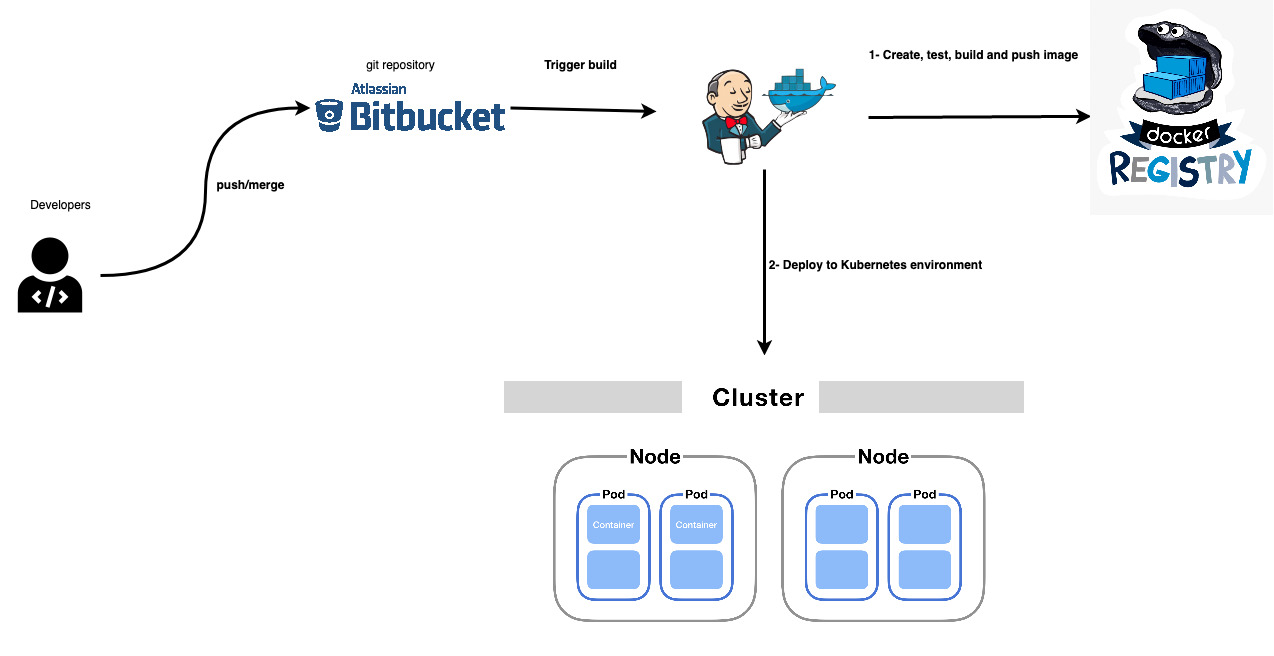 git repository
Trigger build
1- Create, test, build and push image
Atlassian
Bitbucket
docker
REGISTRY
push/merge
Developers
</>
2- Deploy to Kubernetes environment
Cluster
Node
Node
Pod
Pod
Pod
Pod
Container
Container